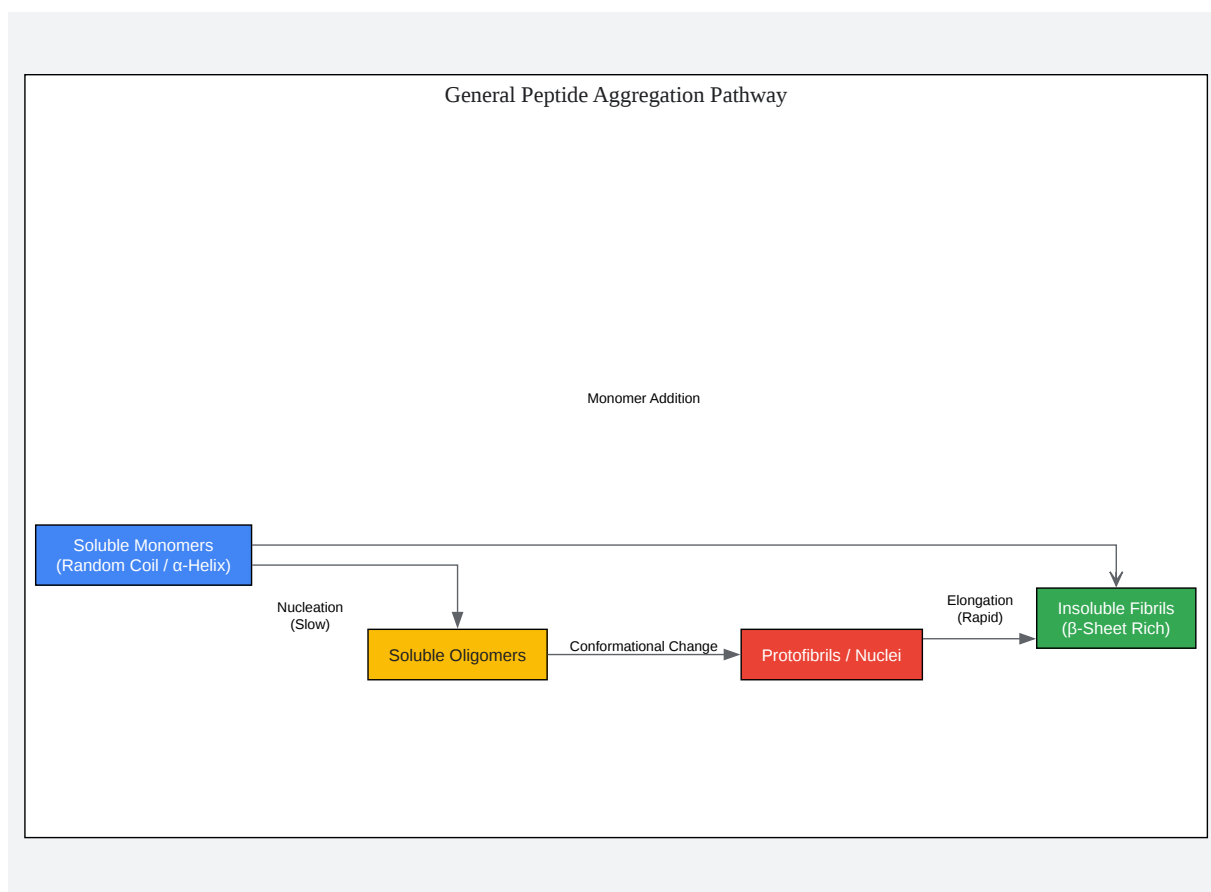 General Peptide Aggregation Pathway
Monomer Addition
Soluble Monomers
(Random Coil / α-Helix)
Nucleation
(Slow)
Soluble Oligomers
Conformational Change
Protofibrils / Nuclei
Elongation
(Rapid)
Insoluble Fibrils
(β-Sheet Rich)